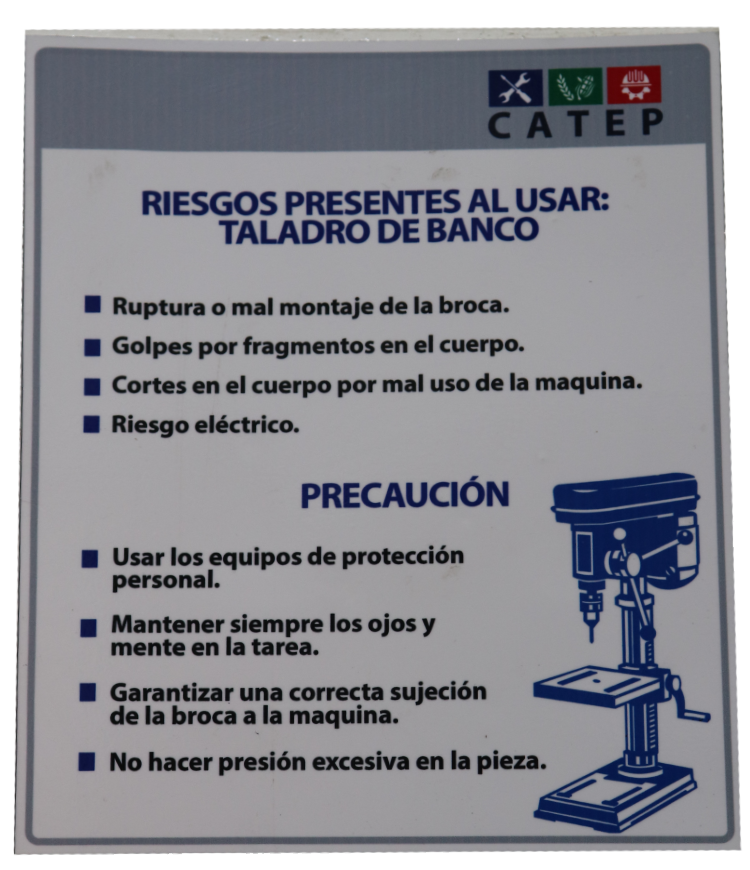 CATEP
RIESGOS PRESENTES AL USAR:
TALADRO DE BANCO
Ruptura o mal montaje de la broca.
Golpes por fragmentos en el cuerpo.
Cortes en el cuerpo por mal uso de la maquina.
Riesgo eléctrico.
PRECAUCIÓN
Usar los equipos de protección
personal.
Mantener siempre los ojos y
mente en la tarea.
Garantizar una correcta sujeción
de la broca a la maquina.
No hacer presión excesiva en la pieza.